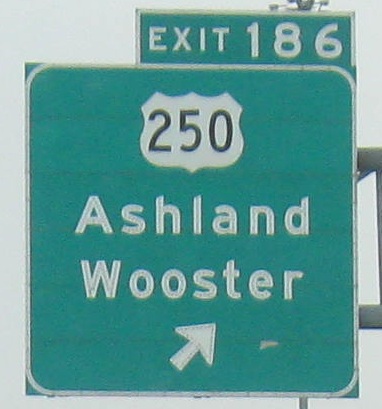 EXIT 186
250
Ashland
Wooster